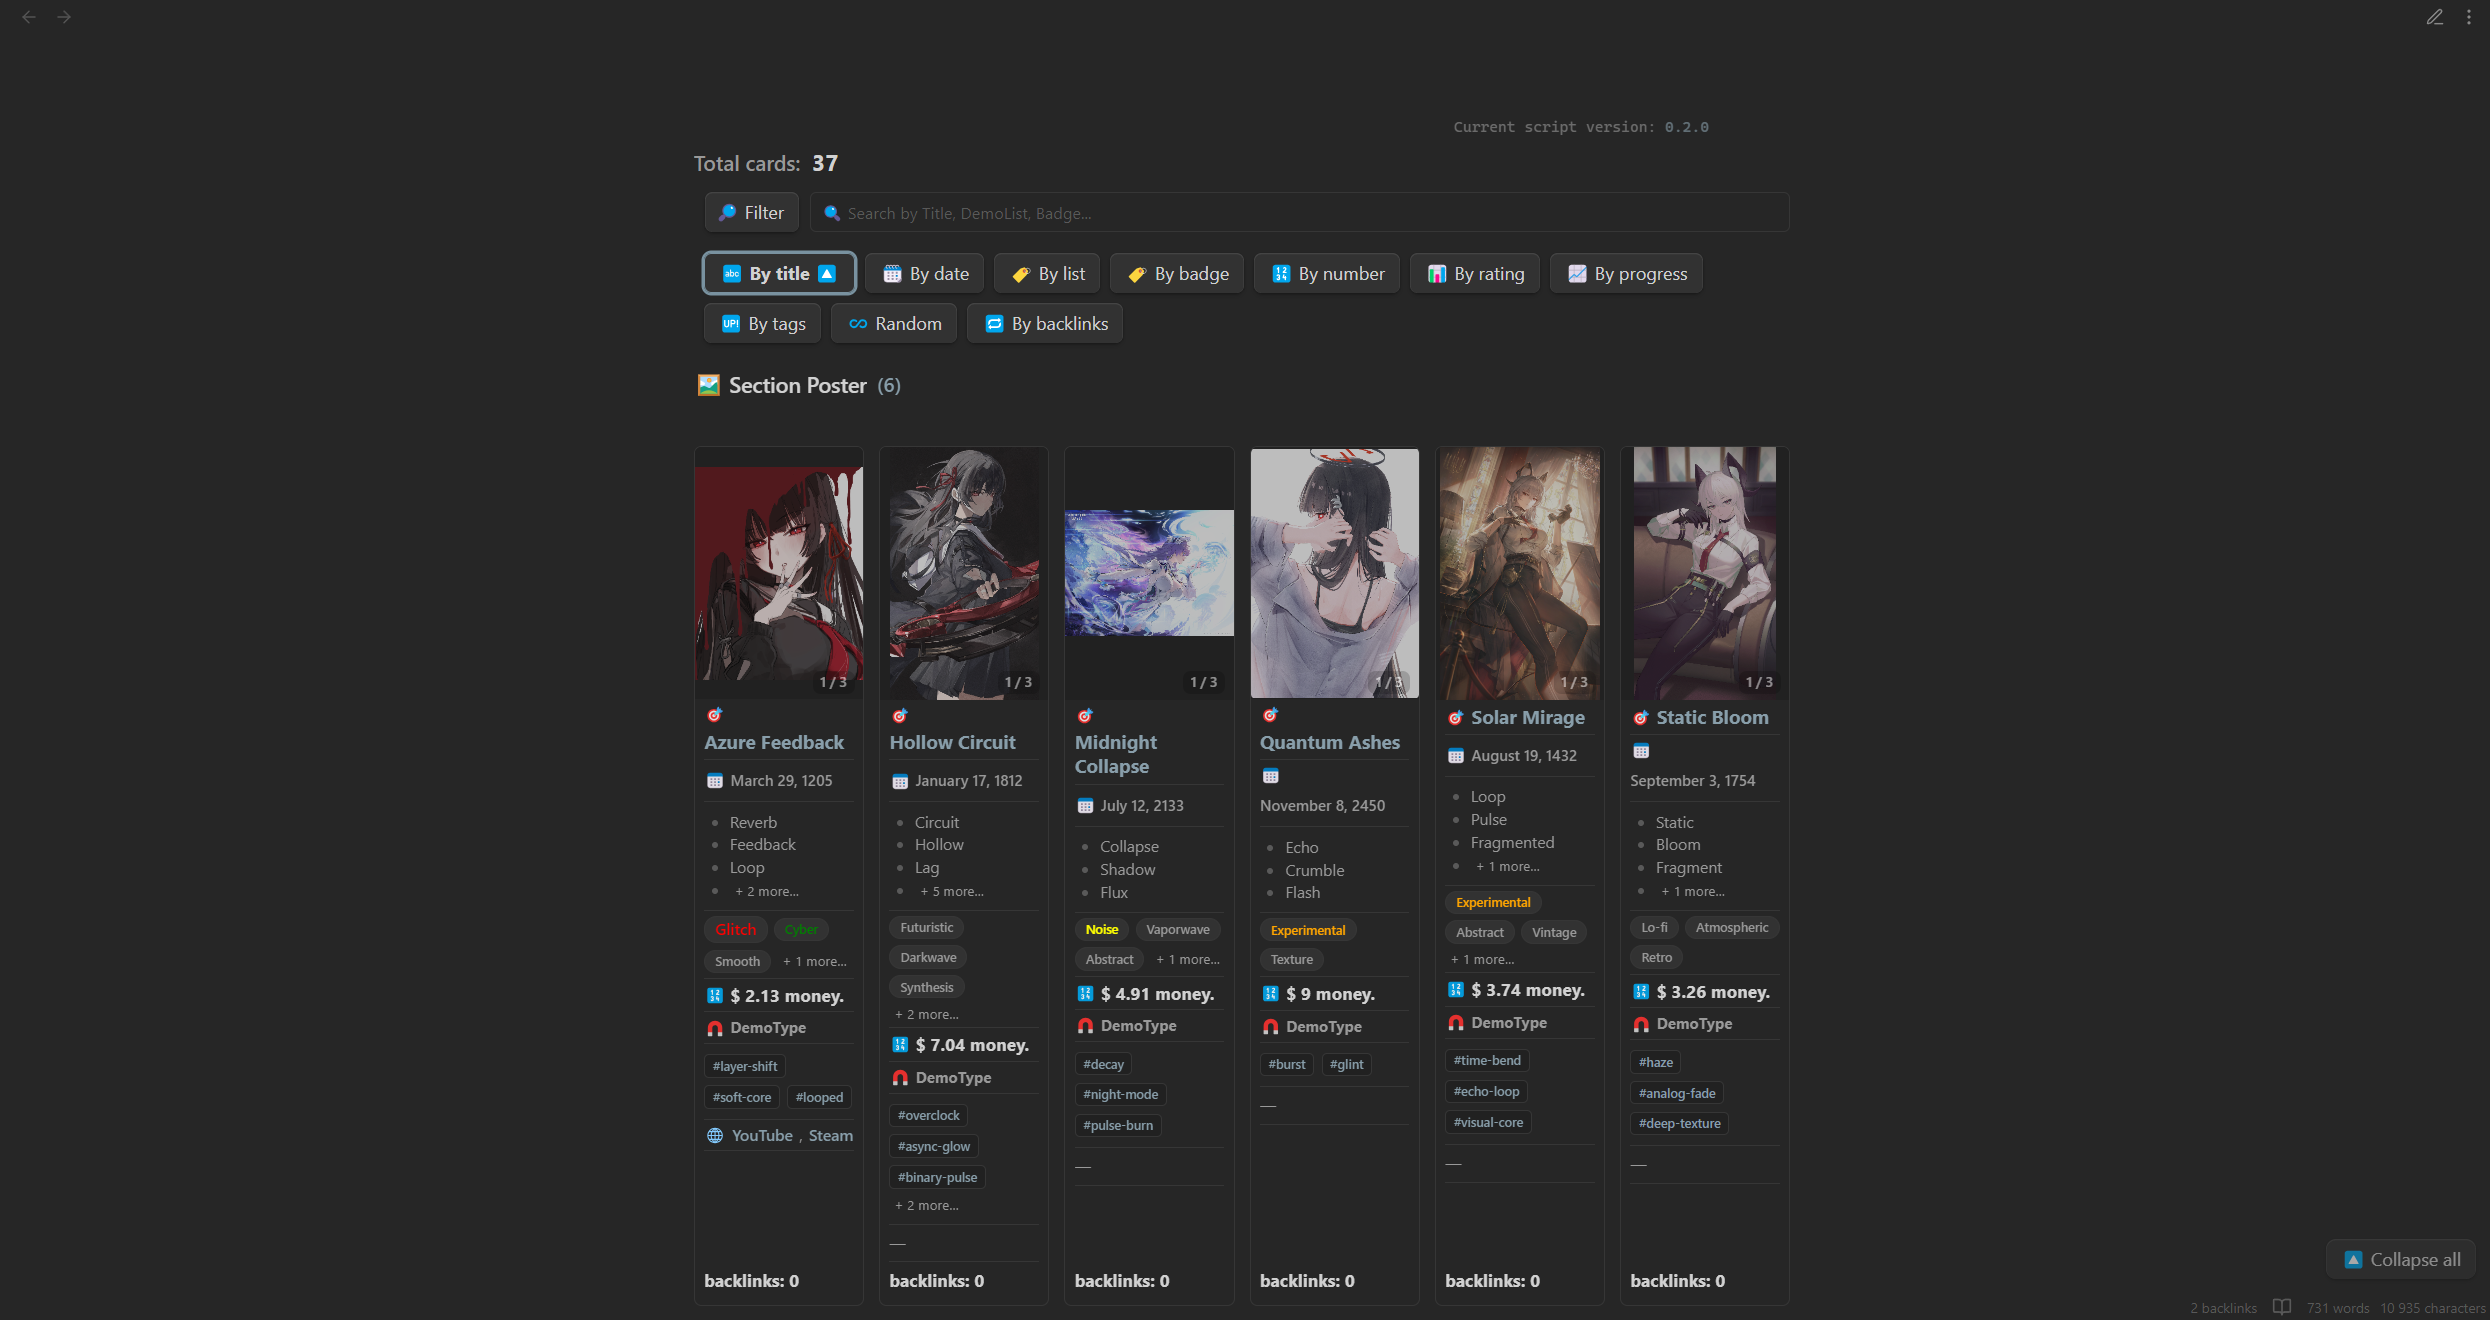 Current script version: 0.2.0
Total cards: 37
Filter
Search by Title, DemoList, Badge...
By title
By date
By list
By badge
By number
By rating
By progress
By tags
Random
By backlinks
Section Poster (6)
1 / 3
Azure Feedback
March 29, 1205
Reverb
Feedback
Loop
+ 2 more...
Glitch Cyber
Smooth + 1 more...
$ 2.13 money.
DemoType
#layer-shift
#soft-core #looped
YouTube , Steam
backlinks: 0
1 / 3
Hollow Circuit
January 17, 1812
Circuit
Hollow
Lag
+ 5 more...
Futuristic
Darkwave
Synthesis
+ 2 more...
$ 7.04 money.
DemoType
#overclock
#async-glow
#binary-pulse
+ 2 more...
—
backlinks: 0
1 / 3
Midnight
Collapse
July 12, 2133
Collapse
Shadow
Flux
Noise Vaporwave
Abstract + 1 more...
$ 4.91 money.
DemoType
#decay
#night-mode
#pulse-burn
—
backlinks: 0
1 / 3
Quantum Ashes
November 8, 2450
Echo
Crumble
Flash
Experimental
Texture
$ 9 money.
DemoType
#burst #glint
—
backlinks: 0
1 / 3
Solar Mirage
August 19, 1432
Loop
Pulse
Fragmented
+ 1 more...
Experimental
Abstract Vintage
+ 1 more...
$ 3.74 money.
DemoType
#time-bend
#echo-loop
#visual-core
—
backlinks: 0
1 / 3
Static Bloom
September 3, 1754
Static
Bloom
Fragment
+ 1 more...
Lo-fi Atmospheric
Retro
$ 3.26 money.
DemoType
#haze
#analog-fade
#deep-texture
—
backlinks: 0
Collapse all
2 backlinks 731 words 10 935 characters